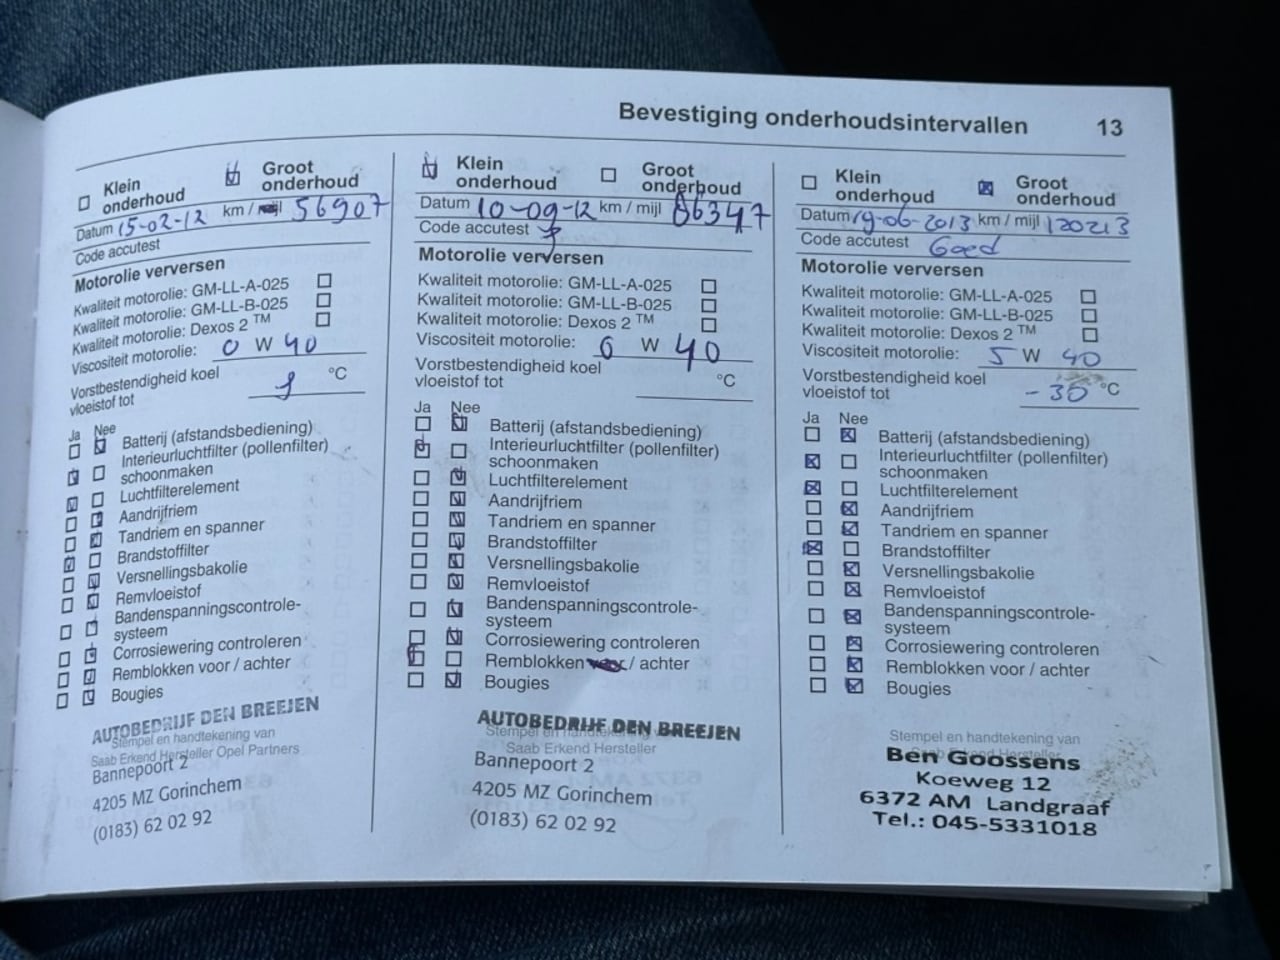 Bevestiging onderhoudsintervallen 13
Klein
onderhoud
Groot
onderhoud
Datum 15-02-12 km / mijl 56907
Code accutest
Motorolie verversen
Kwaliteit motorolie: GM-LL-A-025
Kwaliteit motorolie: GM-LL-B-025
Kwaliteit motorolie: Dexos 2 TM
Viscositeit motorolie: 0 W 40
Vorstbestendigheid koel
vloeistof tot °C
Ja Nee
Batterij (afstandsbediening)
Interieurluchtfilter (pollenfilter)
schoonmaken
Luchtfilterelement
Aandrijfriem
Tandriem en spanner
Brandstoffilter
Versnellingsbakolie
Remvloeistof
Bandenspanningscontrole-
systeem
Corrosiewering controleren
Remblokken voor / achter
Bougies
AUTOBEDRIJF DEN BREEJEN
Stempel en handtekening van
Saab Erkend Hersteller Opel Partners
Bannepoort 2
4205 MZ Gorinchem
(0183) 62 02 92
Klein
onderhoud
Groot
onderhoud
Datum 10-09-12 km / mijl 86347
Code accutest
Motorolie verversen
Kwaliteit motorolie: GM-LL-A-025
Kwaliteit motorolie: GM-LL-B-025
Kwaliteit motorolie: Dexos 2 TM
Viscositeit motorolie: 0 W 40
Vorstbestendigheid koel
vloeistof tot °C
Ja Nee
Batterij (afstandsbediening)
Interieurluchtfilter (pollenfilter)
schoonmaken
Luchtfilterelement
Aandrijfriem
Tandriem en spanner
Brandstoffilter
Versnellingsbakolie
Remvloeistof
Bandenspanningscontrole-
systeem
Corrosiewering controleren
Remblokken / achter
Bougies
AUTOBEDRIJF DEN BREEJEN
Stempel en handtekening van
Saab Erkend Hersteller
Bannepoort 2
4205 MZ Gorinchem
(0183) 62 02 92
Klein
onderhoud
Groot
onderhoud
Datum 19-06-2013 km / mijl 120213
Code accutest Goed
Motorolie verversen
Kwaliteit motorolie: GM-LL-A-025
Kwaliteit motorolie: GM-LL-B-025
Kwaliteit motorolie: Dexos 2 TM
Viscositeit motorolie: 5 W 40
Vorstbestendigheid koel
vloeistof tot -30 °C
Ja Nee
Batterij (afstandsbediening)
Interieurluchtfilter (pollenfilter)
schoonmaken
Luchtfilterelement
Aandrijfriem
Tandriem en spanner
Brandstoffilter
Versnellingsbakolie
Remvloeistof
Bandenspanningscontrole-
systeem
Corrosiewering controleren
Remblokken voor / achter
Bougies
Stempel en handtekening van
Saab Erkend Hersteller
Ben Goossens
Koeweg 12
6372 AM Landgraaf
Tel.: 045-5331018